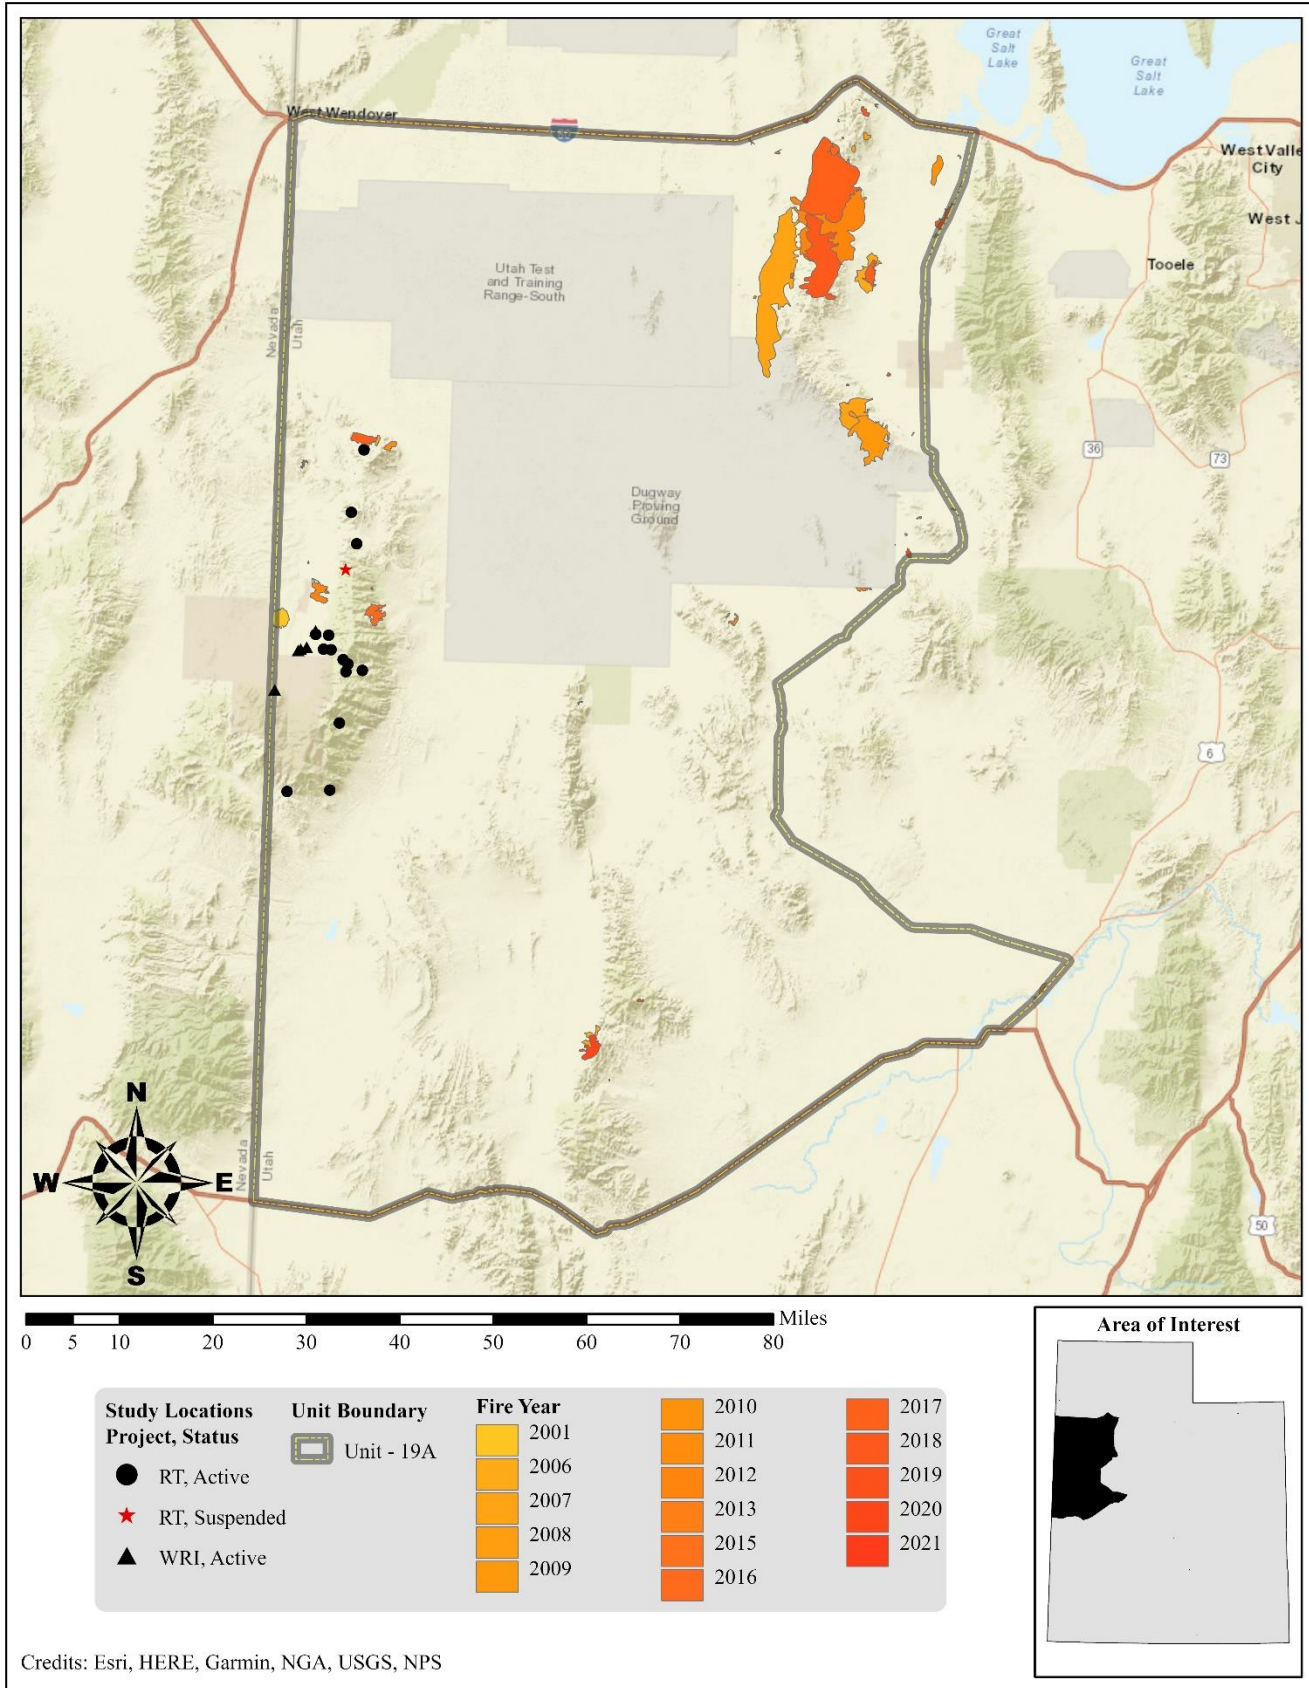 Great
Salt
Lake
Great
Salt
Lake
West Wendover
80
West Valle
City
West J
Tooele
Utah Test
and Training
Range-South
Nevada
Utah
36
73
Dugway
Proving
Ground
6
Nevada
Utah
50
N
W
E
S
0 5 10 20 30 40 50 60 70 80 Miles
Study Locations
Project, Status
RT, Active
RT, Suspended
WRI, Active
Unit Boundary
Unit - 19A
Fire Year
2001
2006
2007
2008
2009
2010
2011
2012
2013
2015
2016
2017
2018
2019
2020
2021
Area of Interest
Credits: Esri, HERE, Garmin, NGA, USGS, NPS